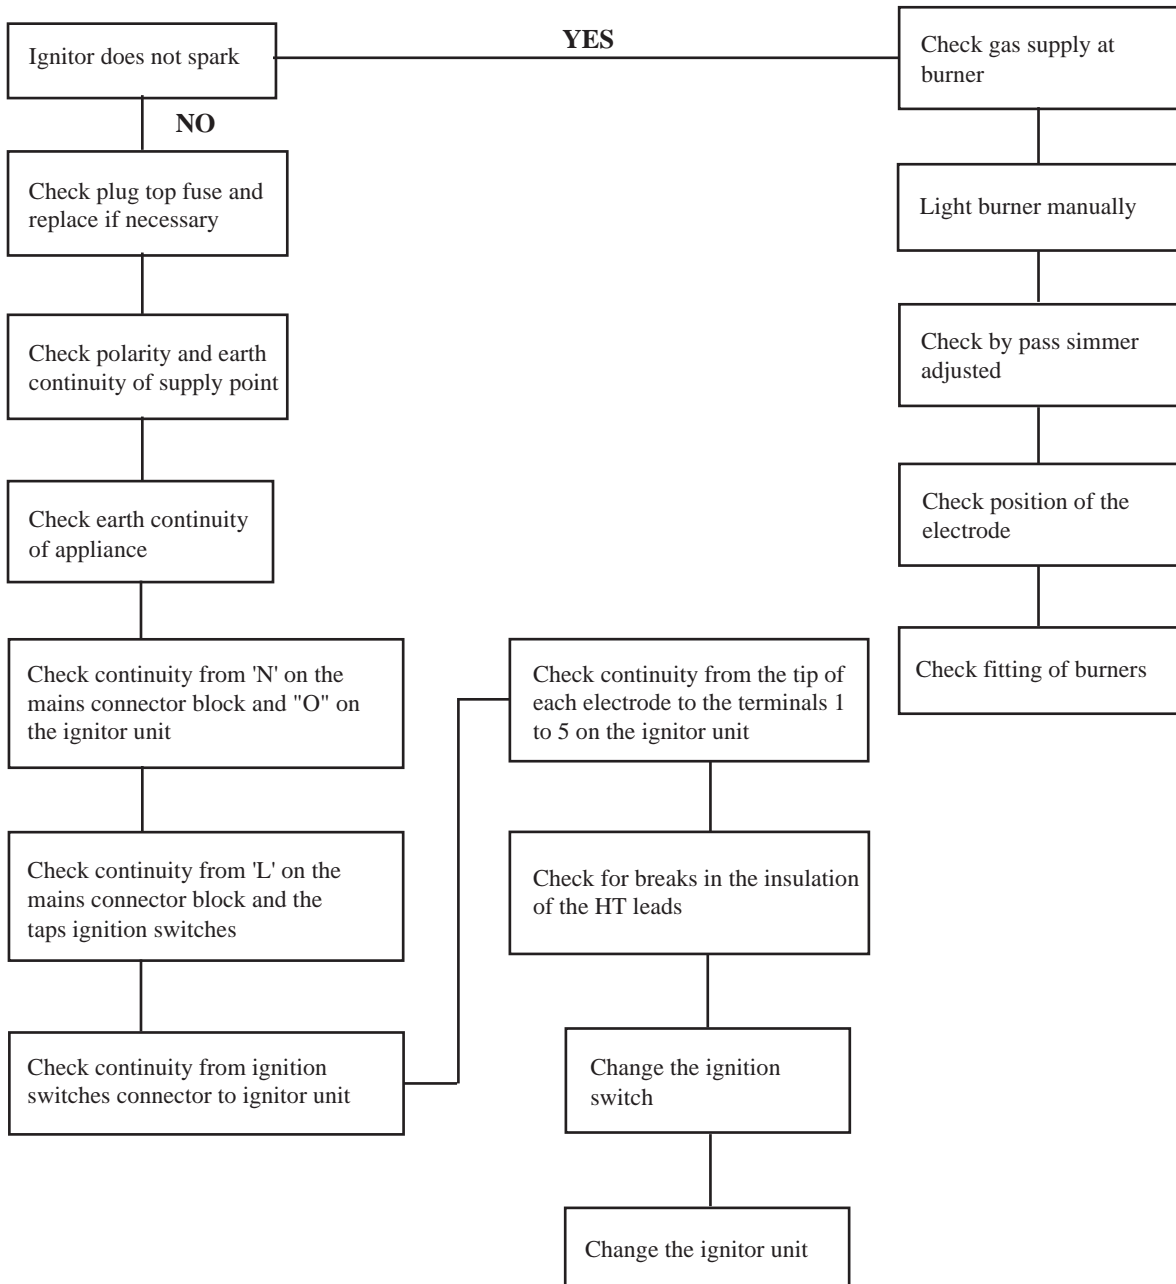 Ignitor does not spark
YES
NO
Check plug top fuse and
replace if necessary
Check polarity and earth
continuity of supply point
Check earth continuity
of appliance
Check continuity from 'N' on the
mains connector block and "O" on
the ignitor unit
Check continuity from 'L' on the
mains connector block and the
taps ignition switches
Check continuity from ignition
switches connector to ignitor unit
Check continuity from the tip of
each electrode to the terminals 1
to 5 on the ignitor unit
Check for breaks in the insulation
of the HT leads
Change the ignition
switch
Change the ignitor unit
Check gas supply at
burner
Light burner manually
Check by pass simmer
adjusted
Check position of the
electrode
Check fitting of burners